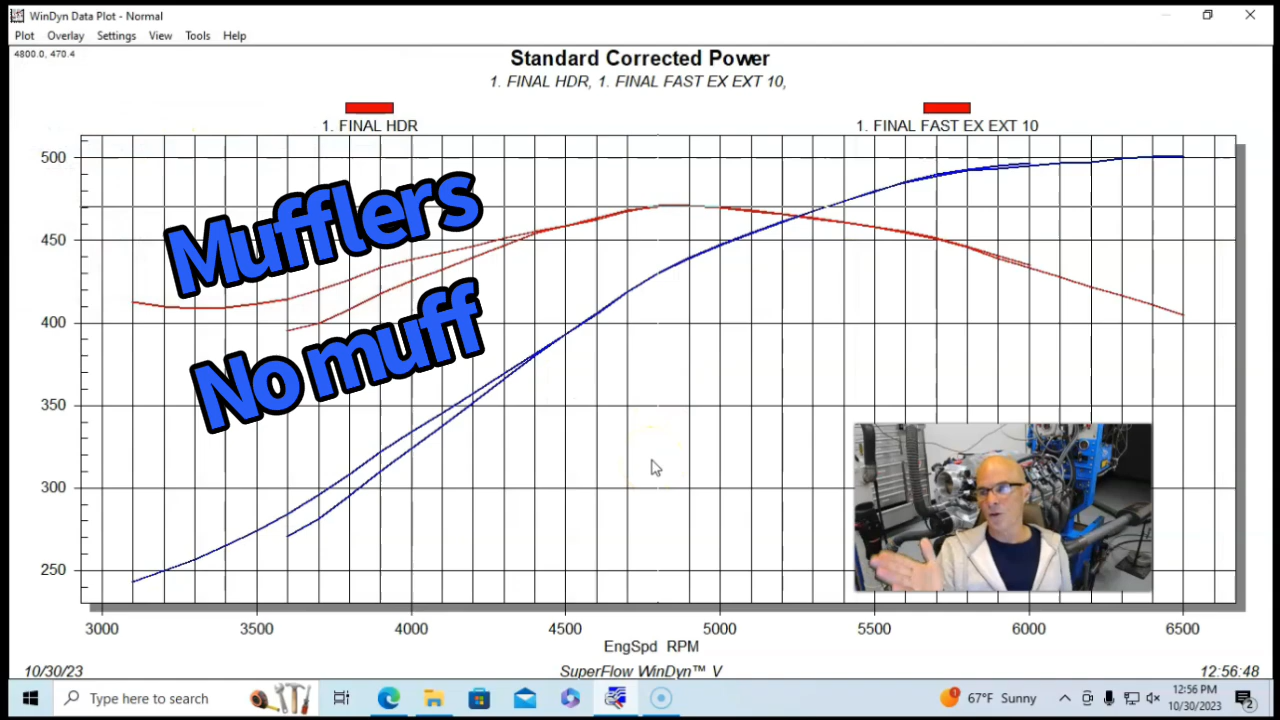 WinDyn Data Plot - Normal
Plot Overlay Settings View Tools Help
4800.0, 470.4
Standard Corrected Power
1. FINAL HDR, 1. FINAL FAST EX EXT 10,
1. FINAL HDR
1. FINAL FAST EX EXT 10
500
450
400
350
300
250
Mufflers
No muff
3000 3500 4000 4500 5000 5500 6000 6500
EngSpd RPM
10/30/23
SuperFlow WinDyn™ V
12:56:48
Type here to search
1
67°F Sunny
12:56 PM
10/30/2023
2